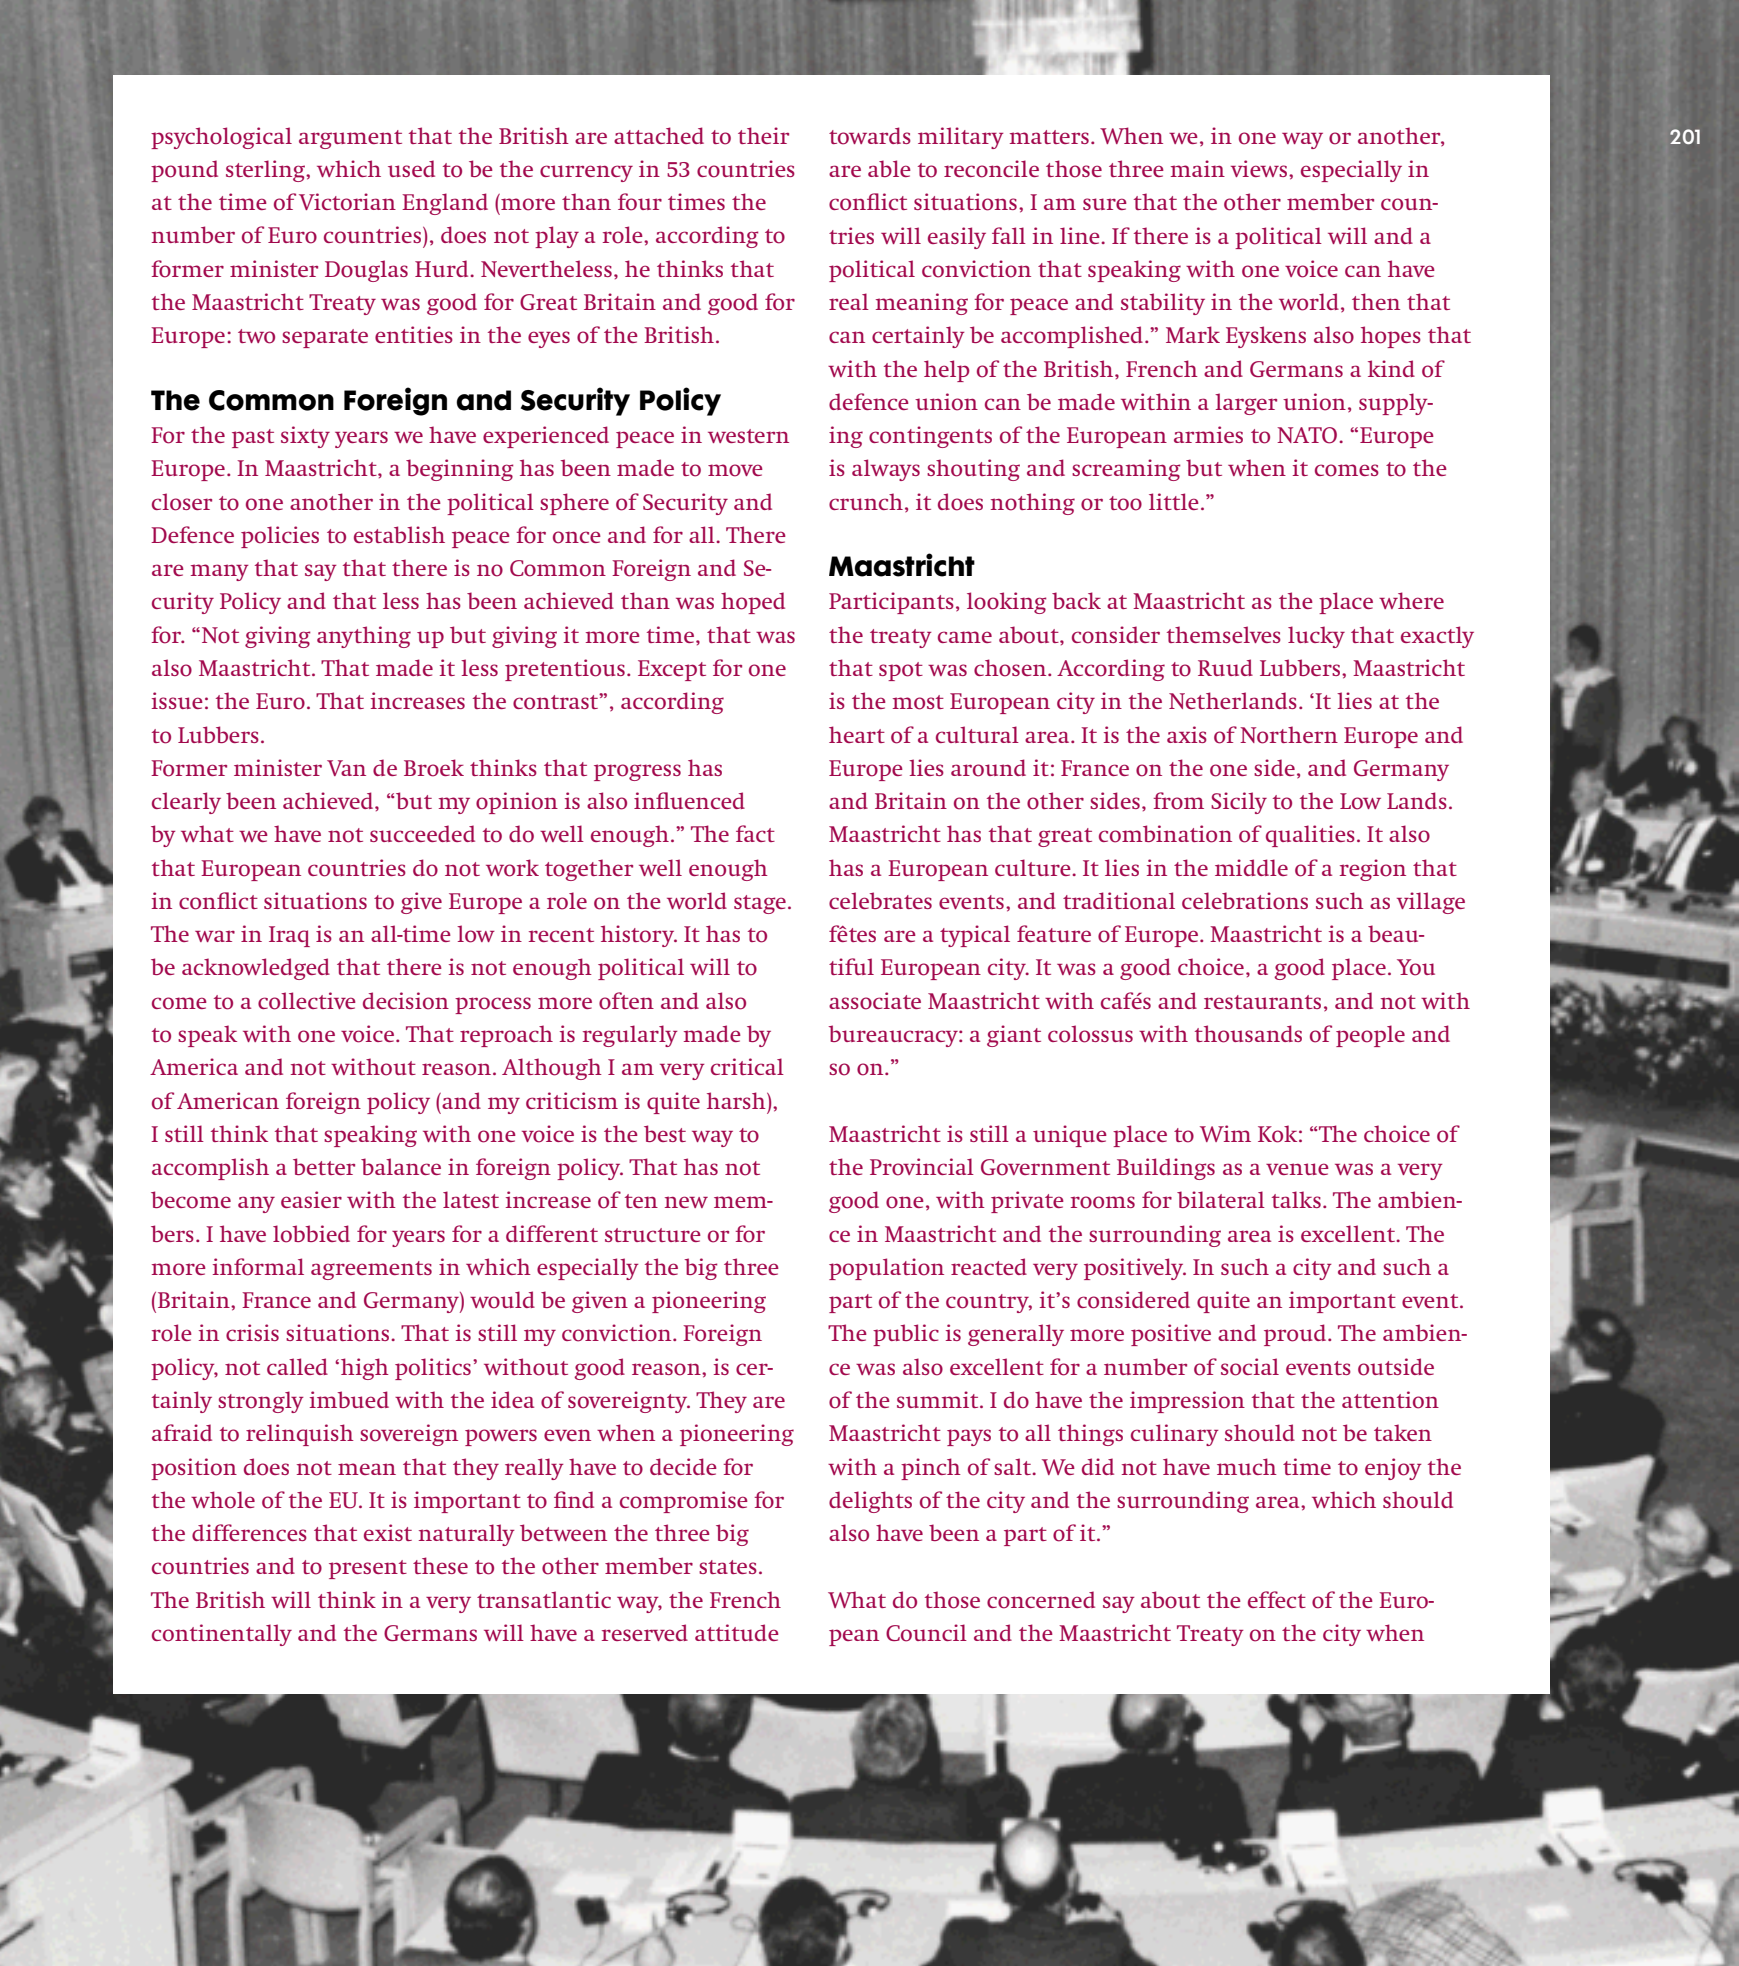 psychological argument that the British are attached to their
pound sterling, which used to be the currency in 53 countries
at the time of Victorian England (more than four times the
number of Euro countries), does not play a role, according to
former minister Douglas Hurd. Nevertheless, he thinks that
the Maastricht Treaty was good for Great Britain and good for
Europe: two separate entities in the eyes of the British.
The Common Foreign and Security Policy
For the past sixty years we have experienced peace in western
Europe. In Maastricht, a beginning has been made to move
closer to one another in the political sphere of Security and
Defence policies to establish peace for once and for all. There
are many that say that there is no Common Foreign and Se-
curity Policy and that less has been achieved than was hoped
for. “Not giving anything up but giving it more time, that was
also Maastricht. That made it less pretentious. Except for one
issue: the Euro. That increases the contrast”, according
to Lubbers.
Former minister Van de Broek thinks that progress has
clearly been achieved, “but my opinion is also influenced
by what we have not succeeded to do well enough.” The fact
that European countries do not work together well enough
in conflict situations to give Europe a role on the world stage.
The war in Iraq is an all-time low in recent history. It has to
be acknowledged that there is not enough political will to
come to a collective decision process more often and also
to speak with one voice. That reproach is regularly made by
America and not without reason. Although I am very critical
of American foreign policy (and my criticism is quite harsh),
I still think that speaking with one voice is the best way to
accomplish a better balance in foreign policy. That has not
become any easier with the latest increase of ten new mem-
bers. I have lobbied for years for a different structure or for
more informal agreements in which especially the big three
(Britain, France and Germany) would be given a pioneering
role in crisis situations. That is still my conviction. Foreign
policy, not called ‘high politics’ without good reason, is cer-
tainly strongly imbued with the idea of sovereignty. They are
afraid to relinquish sovereign powers even when a pioneering
position does not mean that they really have to decide for
the whole of the EU. It is important to find a compromise for
the differences that exist naturally between the three big
countries and to present these to the other member states.
The British will think in a very transatlantic way, the French
continentally and the Germans will have a reserved attitude
towards military matters. When we, in one way or another,
are able to reconcile those three main views, especially in
conflict situations, I am sure that the other member coun-
tries will easily fall in line. If there is a political will and a
political conviction that speaking with one voice can have
real meaning for peace and stability in the world, then that
can certainly be accomplished.” Mark Eyskens also hopes that
with the help of the British, French and Germans a kind of
defence union can be made within a larger union, supply-
ing contingents of the European armies to NATO. “Europe
is always shouting and screaming but when it comes to the
crunch, it does nothing or too little.”
Maastricht
Participants, looking back at Maastricht as the place where
the treaty came about, consider themselves lucky that exactly
that spot was chosen. According to Ruud Lubbers, Maastricht
is the most European city in the Netherlands. ‘It lies at the
heart of a cultural area. It is the axis of Northern Europe and
Europe lies around it: France on the one side, and Germany
and Britain on the other sides, from Sicily to the Low Lands.
Maastricht has that great combination of qualities. It also
has a European culture. It lies in the middle of a region that
celebrates events, and traditional celebrations such as village
fêtes are a typical feature of Europe. Maastricht is a beau-
tiful European city. It was a good choice, a good place. You
associate Maastricht with cafés and restaurants, and not with
bureaucracy: a giant colossus with thousands of people and
so on.”
Maastricht is still a unique place to Wim Kok: “The choice of
the Provincial Government Buildings as a venue was a very
good one, with private rooms for bilateral talks. The ambien-
ce in Maastricht and the surrounding area is excellent. The
population reacted very positively. In such a city and such a
part of the country, it’s considered quite an important event.
The public is generally more positive and proud. The ambien-
ce was also excellent for a number of social events outside
of the summit. I do have the impression that the attention
Maastricht pays to all things culinary should not be taken
with a pinch of salt. We did not have much time to enjoy the
delights of the city and the surrounding area, which should
also have been a part of it.”
What do those concerned say about the effect of the Euro-
pean Council and the Maastricht Treaty on the city when
201